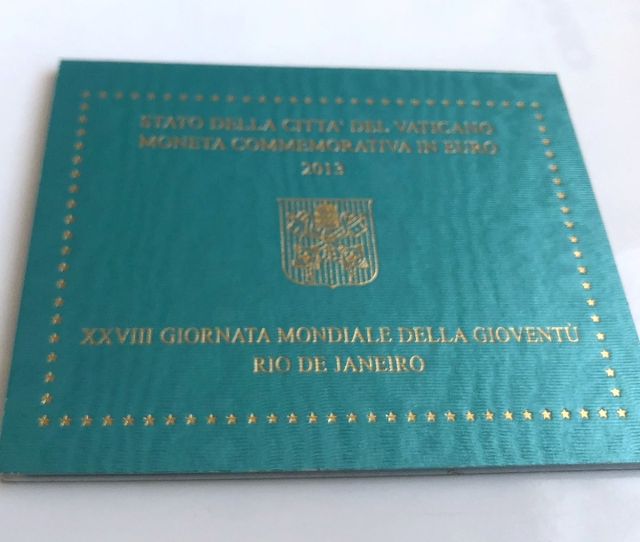 STATO DELLA CITTA' DEL VATICANO
MONETA COMMEMORATIVA IN EURO
2013
XXVIII GIORNATA MONDIALE DELLA GIOVENTÙ
RIO DE JANEIRO